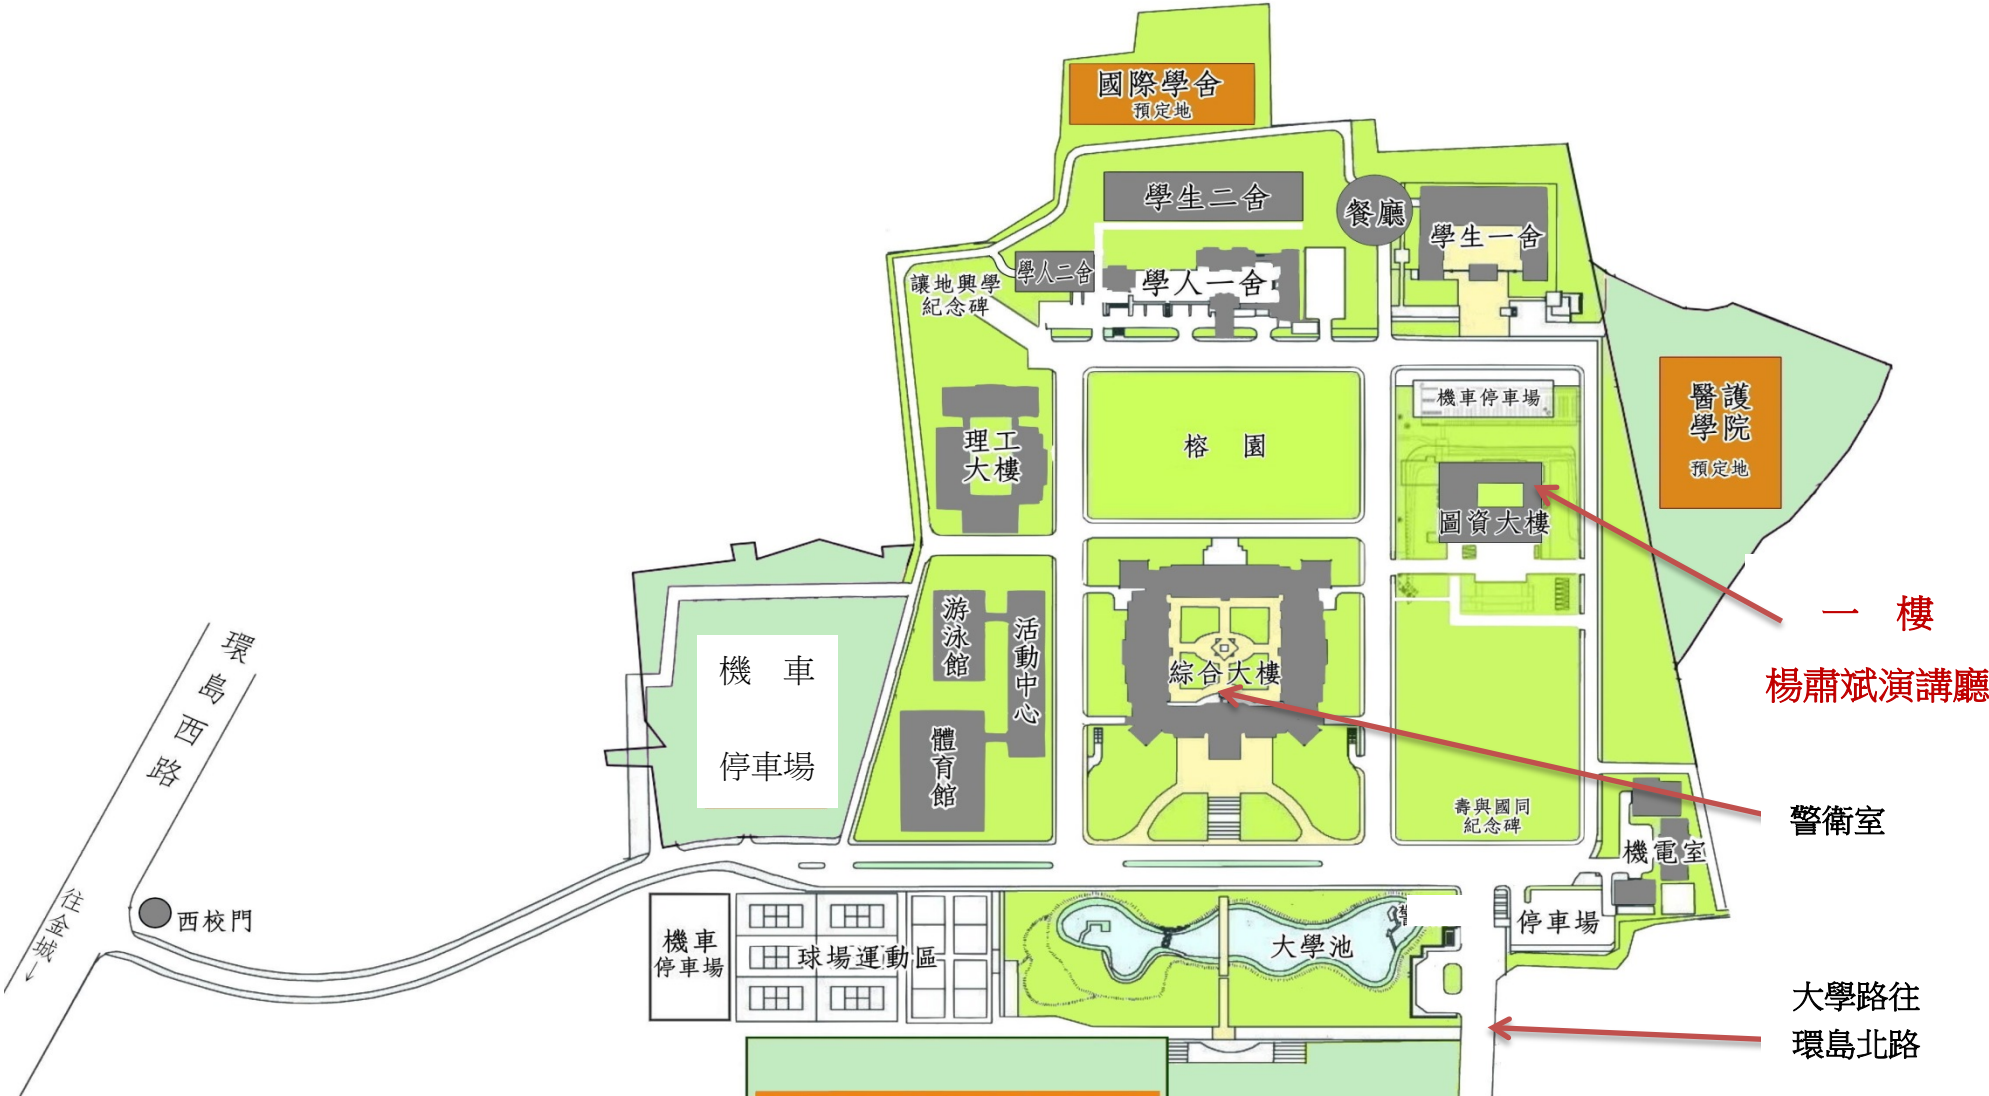 國際學舍
預定地
學生二舍
餐廳
學生一舍
學人二舍
學人一舍
讓地興學
紀念碑
機車停車場
醫護
學院
預定地
理工
大樓
榕園
圖資大樓
一樓
楊肅斌演講廳
游泳館
活動中心
綜合大樓
體育館
機車
停車場
環島西路
壽與國同
紀念碑
警衛室
機電室
往金城
↓
西校門
機車
停車場
球場運動區
大學池
停車場
大學路往
環島北路